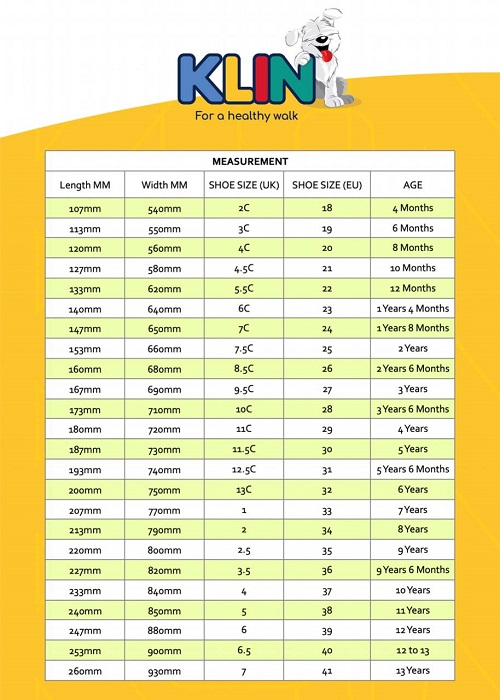 KLIN
For a healthy walk
MEASUREMENT
Length MM Width MM SHOE SIZE (UK) SHOE SIZE (EU) AGE
107mm 540mm 2C 18 4 Months
113mm 550mm 3C 19 6 Months
120mm 560mm 4C 20 8 Months
127mm 580mm 4.5C 21 10 Months
133mm 620mm 5.5C 22 12 Months
140mm 640mm 6C 23 1 Years 4 Months
147mm 650mm 7C 24 1 Years 8 Months
153mm 660mm 7.5C 25 2 Years
160mm 680mm 8.5C 26 2 Years 6 Months
167mm 690mm 9.5C 27 3 Years
173mm 710mm 10C 28 3 Years 6 Months
180mm 720mm 11C 29 4 Years
187mm 730mm 11.5C 30 5 Years
193mm 740mm 12.5C 31 5 Years 6 Months
200mm 750mm 13C 32 6 Years
207mm 770mm 1 33 7 Years
213mm 790mm 2 34 8 Years
220mm 800mm 2.5 35 9 Years
227mm 820mm 3.5 36 9 Years 6 Months
233mm 840mm 4 37 10 Years
240mm 850mm 5 38 11 Years
247mm 880mm 6 39 12 Years
253mm 900mm 6.5 40 12 to 13
260mm 930mm 7 41 13 Years